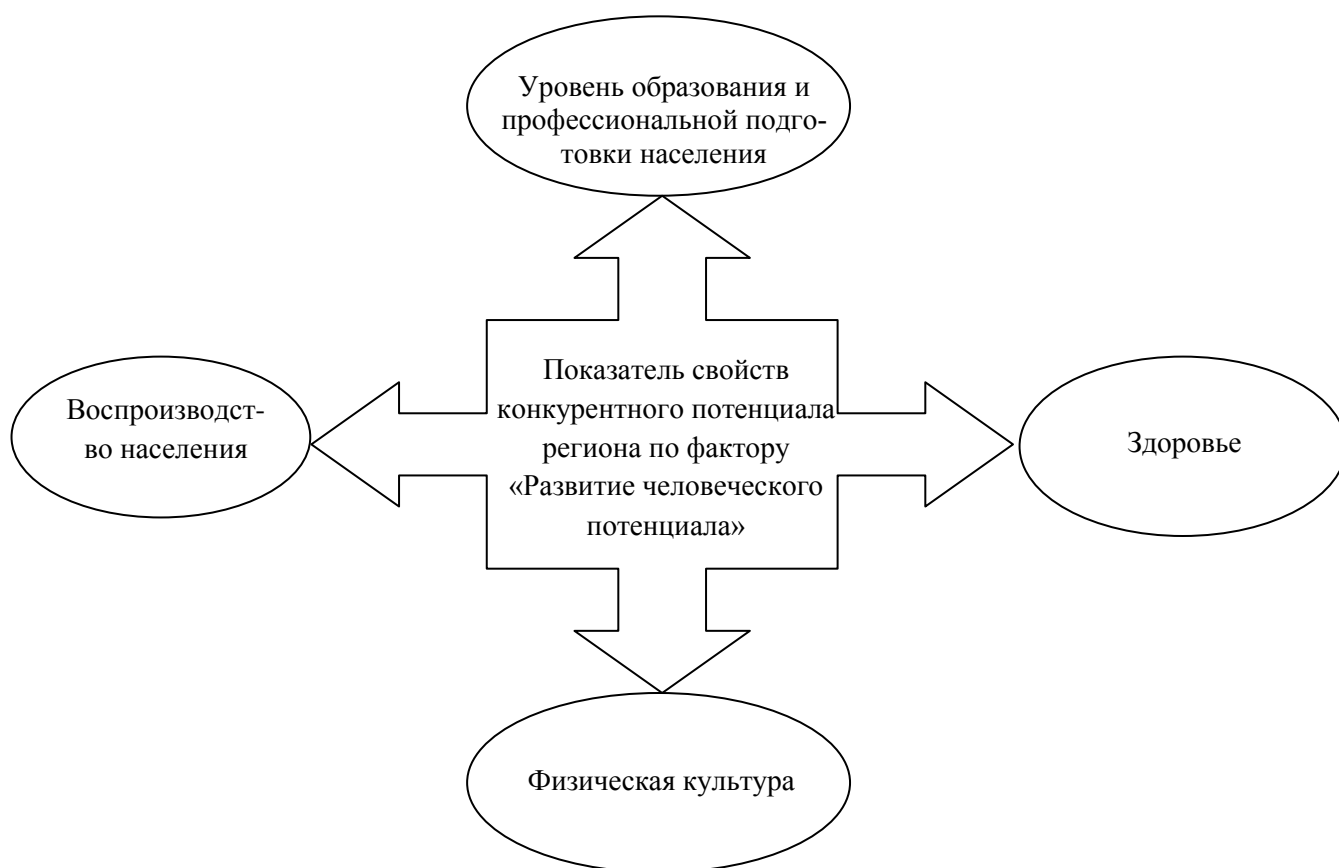 Уровень образования и
профессиональной подго-
товки населения
Показатель свойств
конкурентного потенциала
региона по фактору
«Развитие человеческого
потенциала»
Воспроизводст-
во населения
Здоровье
Физическая культура